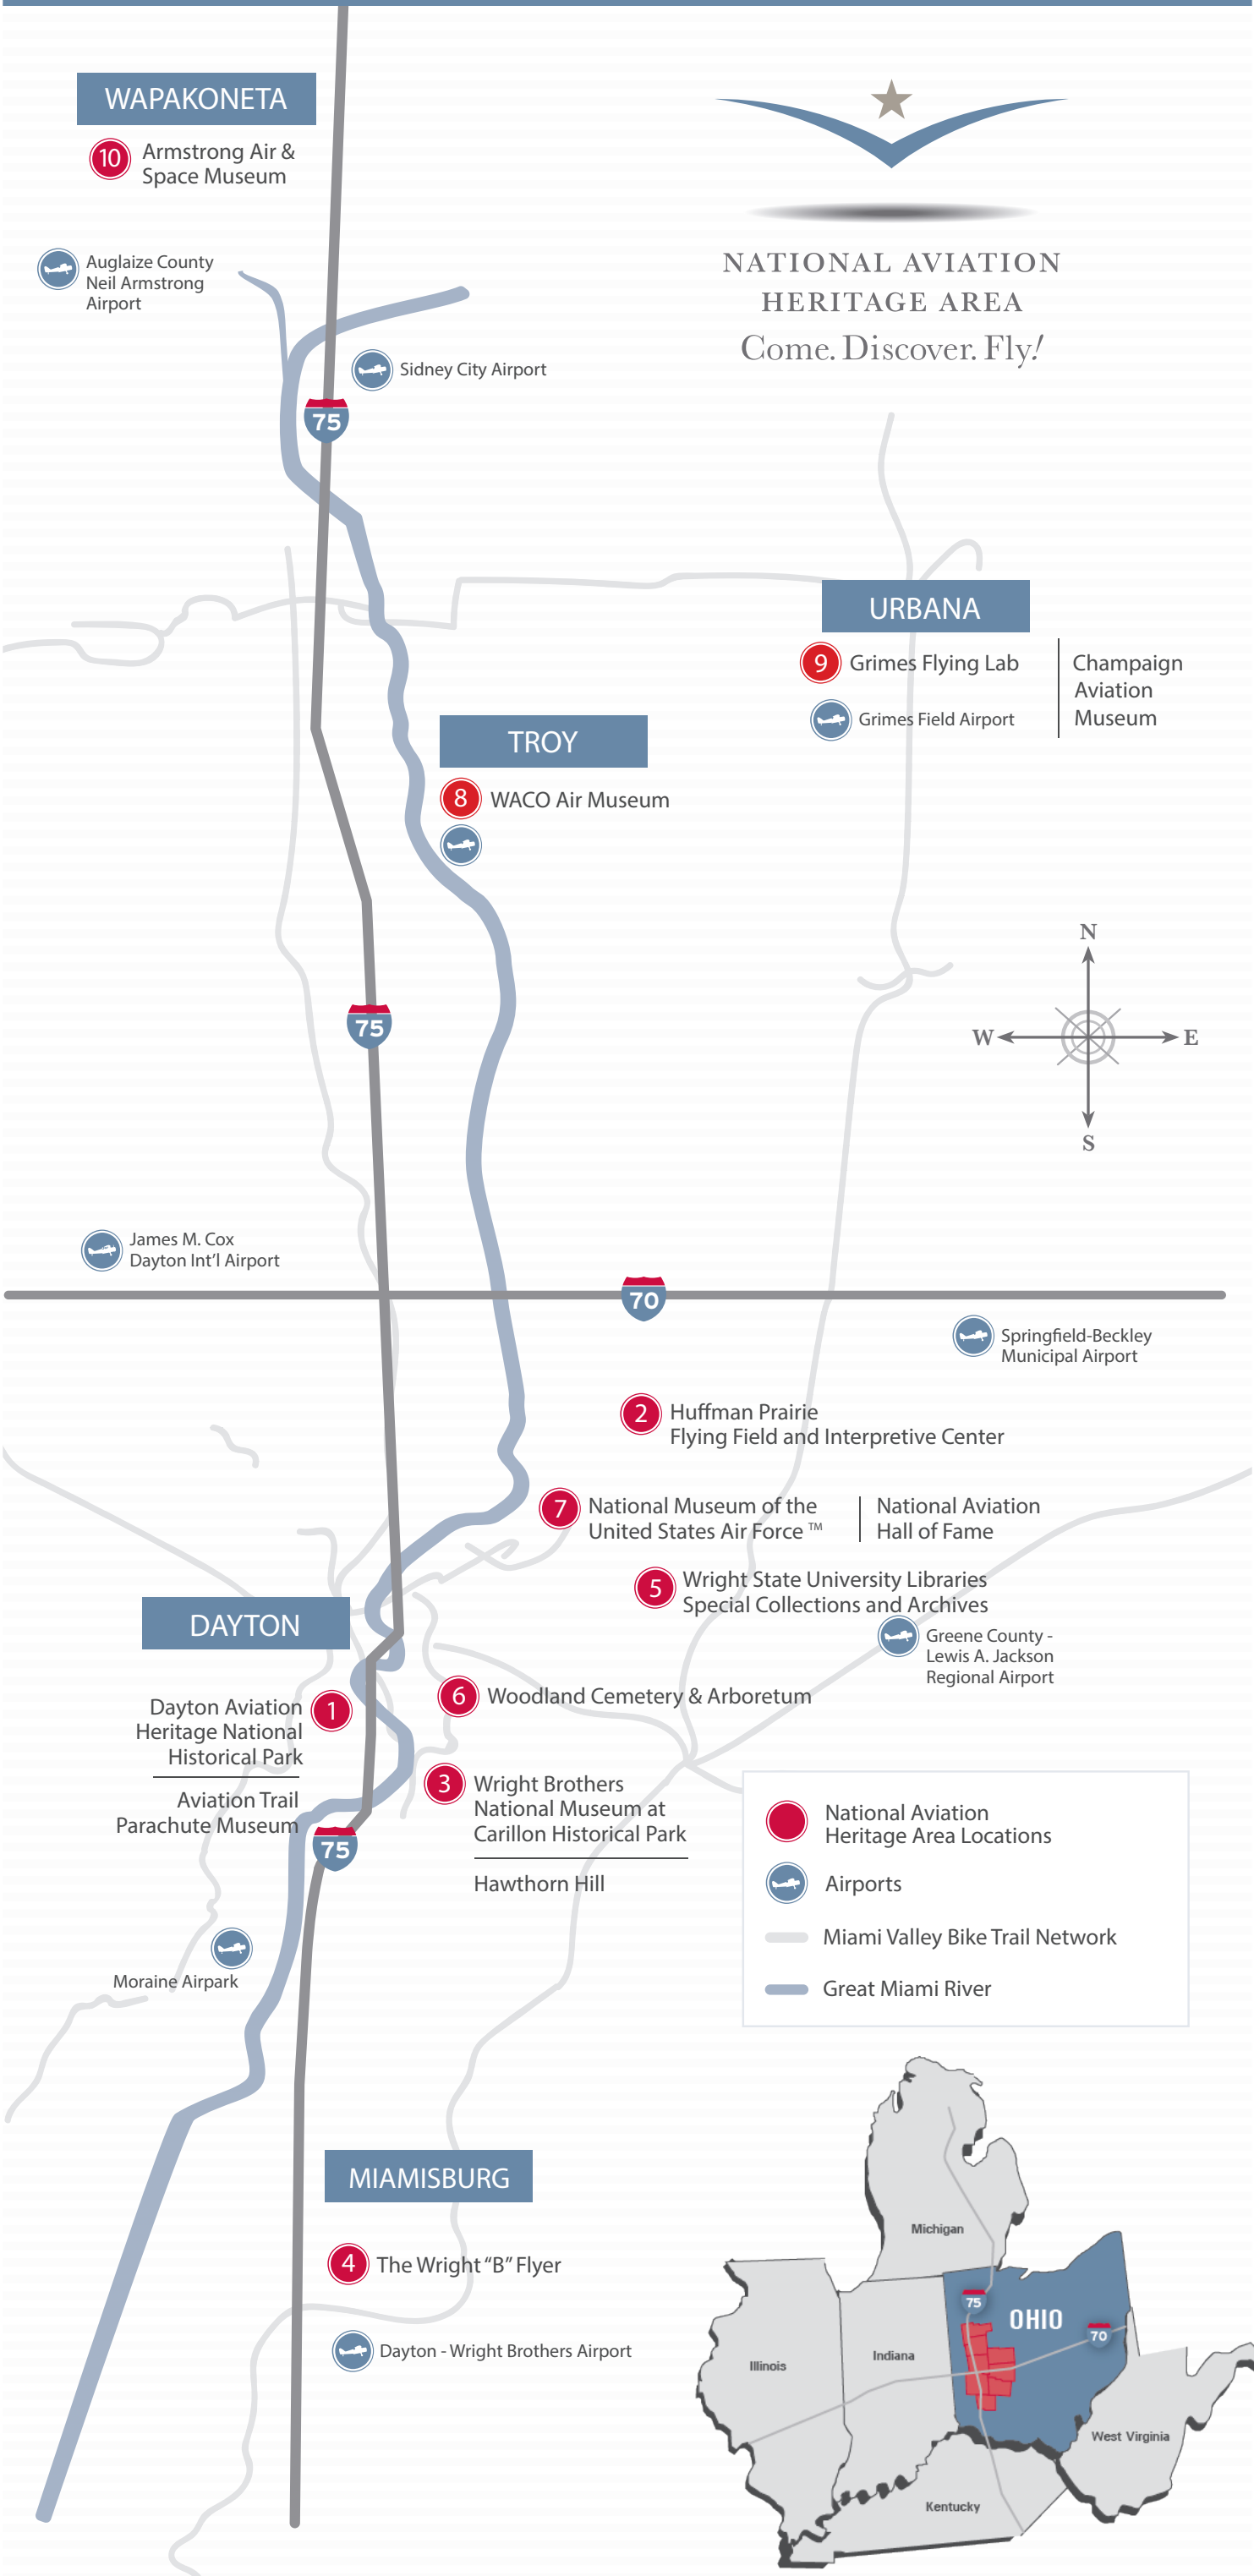 WAPAKONETA
10
Armstrong Air &
Space Museum
NATIONAL AVIATION
HERITAGE AREA
Come. Discover. Fly!
Auglaize County
Neil Armstrong
Airport
Sidney City Airport
75
URBANA
9
Grimes Flying Lab
Grimes Field Airport
Champaign
Aviation
Museum
TROY
8
WACO Air Museum
N
W
E
S
75
James M. Cox
Dayton Int'l Airport
70
Springfield-Beckley
Municipal Airport
2
Huffman Prairie
Flying Field and Interpretive Center
7
National Museum of the
United States Air Force ™
National Aviation
Hall of Fame
5
Wright State University Libraries
Special Collections and Archives
Greene County -
Lewis A. Jackson
Regional Airport
DAYTON
1
Dayton Aviation
Heritage National
Historical Park
Aviation Trail
Parachute Museum
6
Woodland Cemetery & Arboretum
3
Wright Brothers
National Museum at
Carillon Historical Park
Hawthorn Hill
75
Moraine Airpark
National Aviation
Heritage Area Locations
Airports
Miami Valley Bike Trail Network
Great Miami River
MIAMISBURG
4
The Wright “B” Flyer
Dayton - Wright Brothers Airport
Michigan
75
OHIO
70
Indiana
Illinois
West Virginia
Kentucky